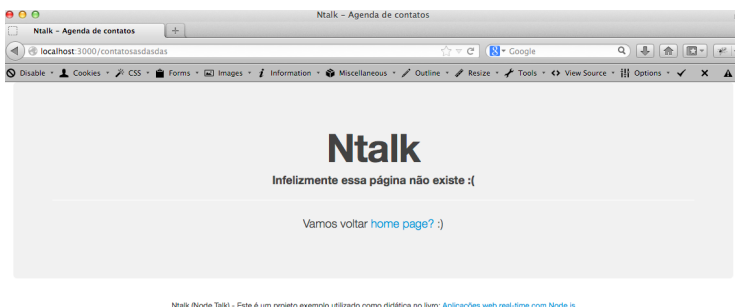 Ntalk – Agenda de contatos
Ntalk – Agenda de contatos
localhost:3000/contatosasdasdas
Google
Disable Cookies CSS Forms Images Information Miscellaneous Outline Resize Tools View Source Options
Ntalk
Infelizmente essa página não existe :(
Vamos voltar home page? :)
Ntalk (Node Talk) - Este é um projeto exemplo utilizado como didática no livro: Aplicações web real-time com Node.js